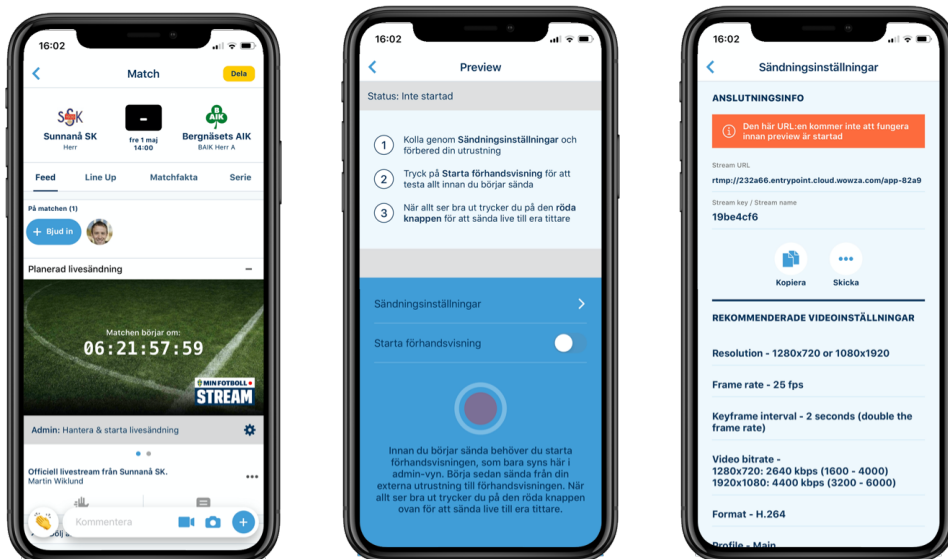 16:02
Match
Dela
SSK
-
B
AIK
Sunnanå SK
Herr
fre 1 maj
14:00
Bergnäsets AIK
BAIK Herr A
Feed
Line Up
Matchfakta
Serie
På matchen (1)
+ Bjud in
Planerad livesändning
–
Matchen börjar om:
06:21:57:59
MIN FOTBOLL
STREAM
Admin: Hantera & starta livesändning
Officiell livestream från Sunnanå SK.
Martin Wiklund
...
Kommentera
16:02
Preview
Status: Inte startad
1 Kolla genom Sändningsinställningar och
förbered din utrustning
2 Tryck på Starta förhandsvisning för att
testa allt innan du börjar sända
3 När allt ser bra ut trycker du på den röda
knappen för att sända live till era tittare
Sändningsinställningar
Starta förhandsvisning
Innan du börjar sända behöver du starta
förhandsvisningen, som bara syns här i
admin-vyn. Börja sedan sända från din
externa utrustning till förhandsvisningen. När
allt ser bra ut trycker du på den röda knappen
ovan för att sända live till era tittare.
16:02
Sändningsinställningar
ANSLUTNINGSINFO
Den här URL:en kommer inte att fungera
innan preview är startad
Stream URL
rtmp://232a66.entrypoint.cloud.wowza.com/app-82a9
Stream key / Stream name
19be4cf6
Kopiera
Skicka
REKOMMENDERADE VIDEOINSTÄLLNINGAR
Resolution - 1280x720 or 1080x1920
Frame rate - 25 fps
Keyframe interval - 2 seconds (double the
frame rate)
Video bitrate -
1280x720: 2640 kbps (1600 - 4000)
1920x1080: 4400 kbps (3200 - 6000)
Format - H.264
Profile - Main